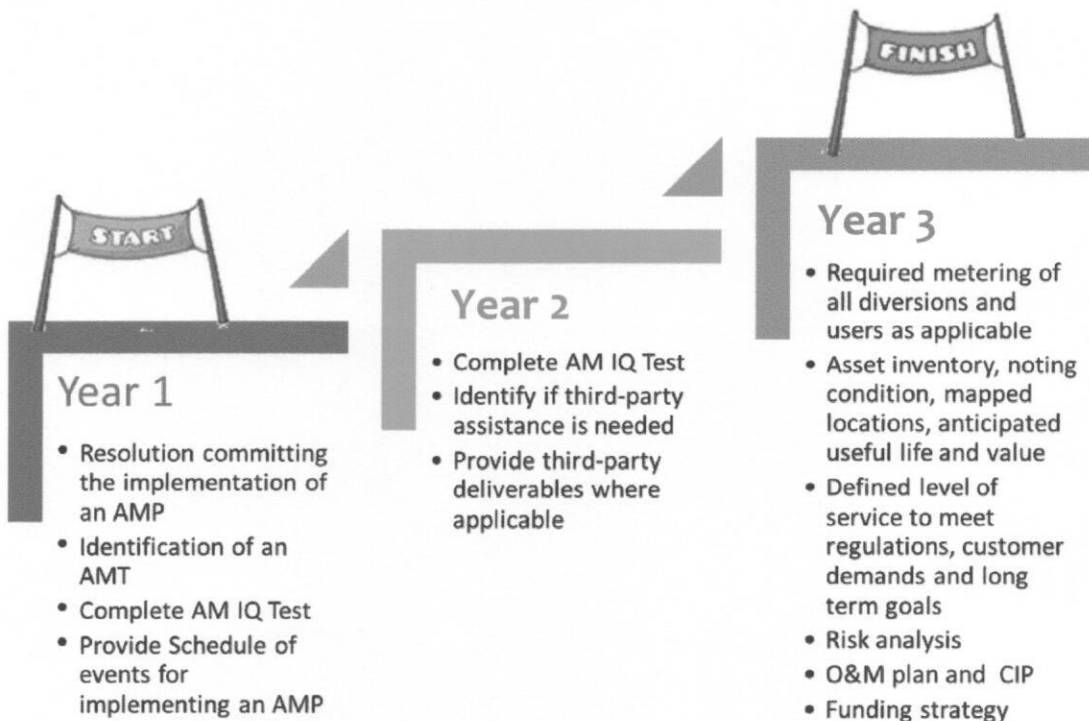 START
Year 1
• Resolution committing
the implementation of
an AMP
• Identification of an
AMT
• Complete AM IQ Test
• Provide Schedule of
events for
implementing an AMP
Year 2
• Complete AM IQ Test
• Identify if third-party
assistance is needed
• Provide third-party
deliverables where
applicable
FINISH
Year 3
• Required metering of
all diversions and
users as applicable
• Asset inventory, noting
condition, mapped
locations, anticipated
useful life and value
• Defined level of
service to meet
regulations, customer
demands and long
term goals
• Risk analysis
• O&M plan and CIP
• Funding strategy